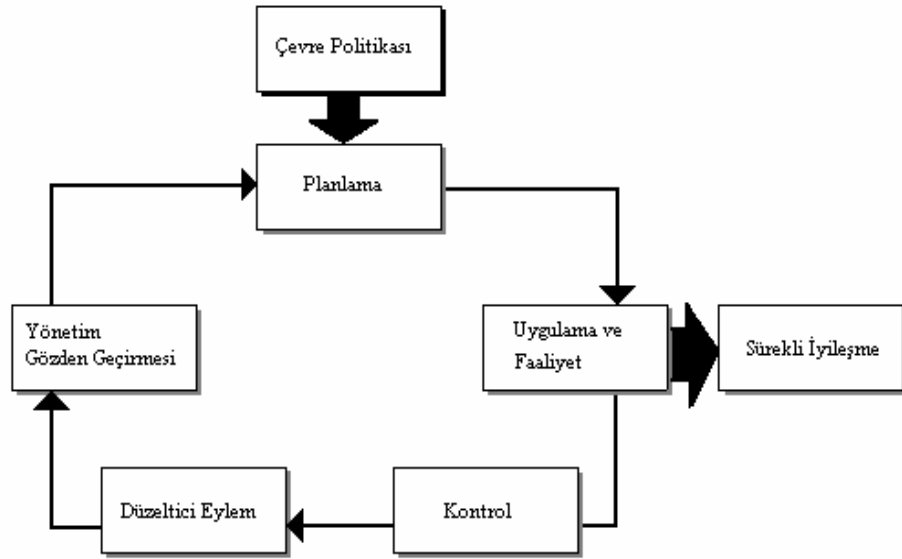 Çevre Politikası
Planlama
Yönetim
Gözden Geçirmesi
Uygulama ve
Faaliyet
Sürekli İyileşme
Düzeltici Eylem
Kontrol